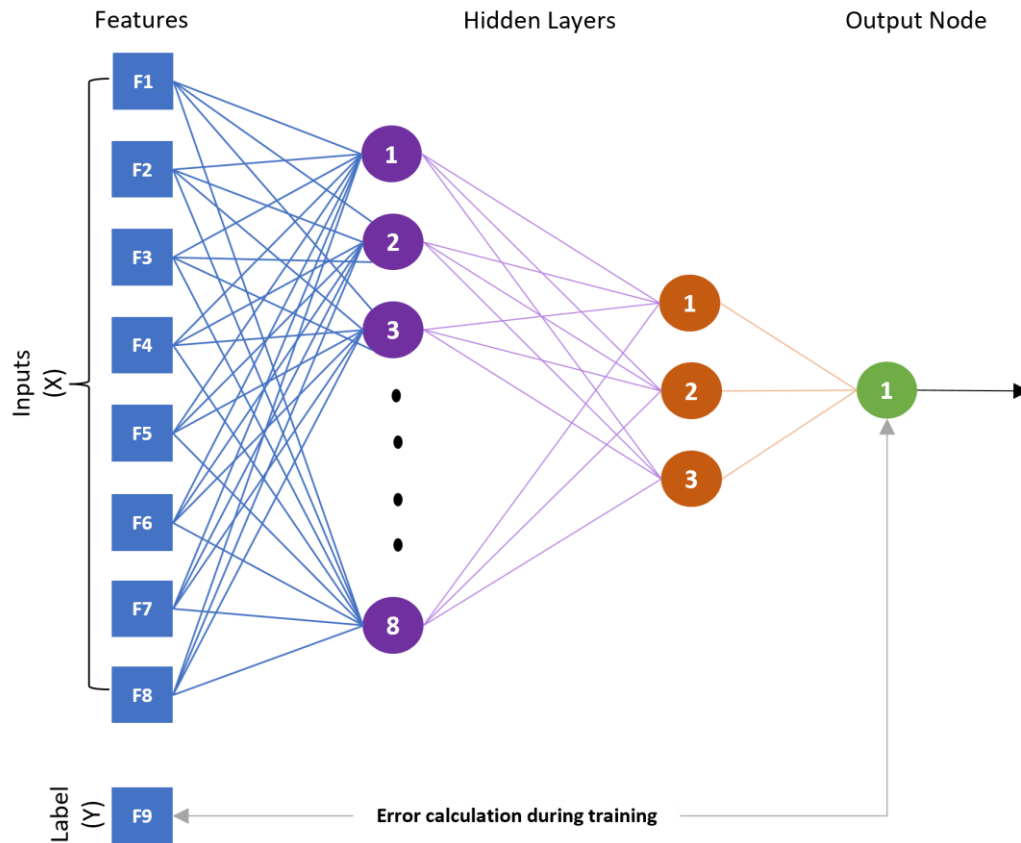 Features
Hidden Layers
Output Node
Inputs
(X)
F1
F2
F3
F4
F5
F6
F7
F8
1
2
3
8
1
2
3
1
Label
(Y)
F9
Error calculation during training